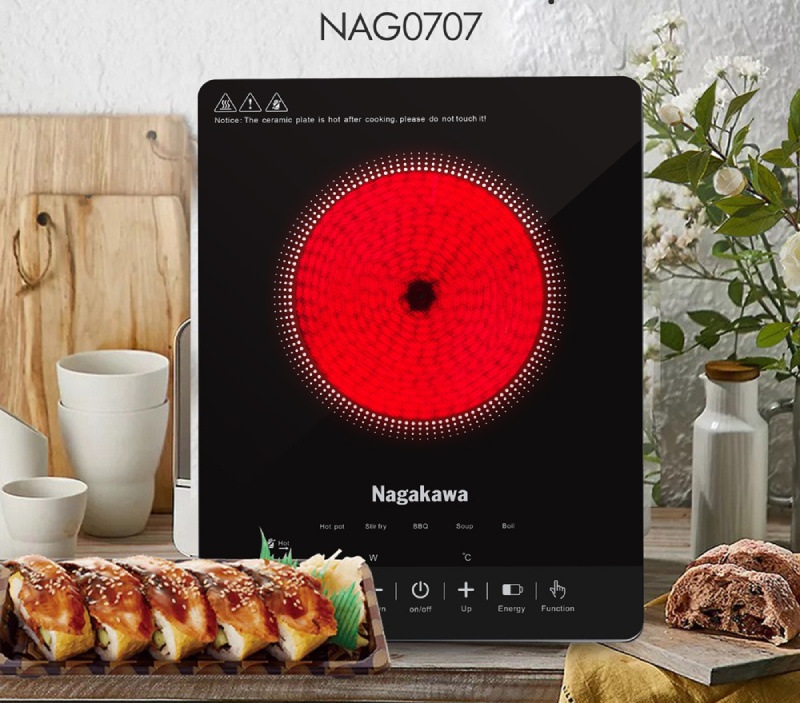 NAG0707
Notice: The ceramic plate is hot after cooking, please do not touch it!
Nagakawa
Hot pot Stir fry BBQ Soup Boil
Hot
W °C
on/off Up Energy Function